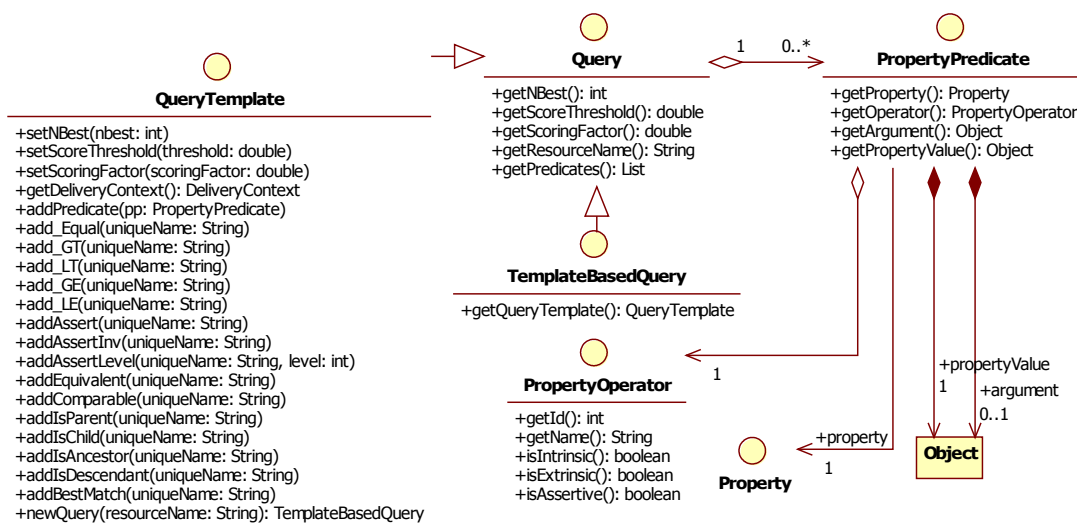 QueryTemplate
+setNBest(nbest: int)
+setScoreThreshold(threshold: double)
+setScoringFactor(scoringFactor: double)
+getDeliveryContext(): DeliveryContext
+addPredicate(pp: PropertyPredicate)
+add_Equal(uniqueName: String)
+add_GT(uniqueName: String)
+add_LT(uniqueName: String)
+add_GE(uniqueName: String)
+add_LE(uniqueName: String)
+addAssert(uniqueName: String)
+addAssertInv(uniqueName: String)
+addAssertLevel(uniqueName: String, level: int)
+addEquivalent(uniqueName: String)
+addComparable(uniqueName: String)
+addIsParent(uniqueName: String)
+addIsChild(uniqueName: String)
+addIsAncestor(uniqueName: String)
+addIsDescendant(uniqueName: String)
+addBestMatch(uniqueName: String)
+newQuery(resourceName: String): TemplateBasedQuery
Query
+getNBest(): int
+getScoreThreshold(): double
+getScoringFactor(): double
+getResourceName(): String
+getPredicates(): List
1
0..*
PropertyPredicate
+getProperty(): Property
+getOperator(): PropertyOperator
+getArgument(): Object
+getPropertyValue(): Object
TemplateBasedQuery
+getQueryTemplate(): QueryTemplate
PropertyOperator
+getId(): int
+getName(): String
+isIntrinsic(): boolean
+isExtrinsic(): boolean
+isAssertive(): boolean
1
+property
1
Property
+propertyValue
1
+argument
0..1
Object